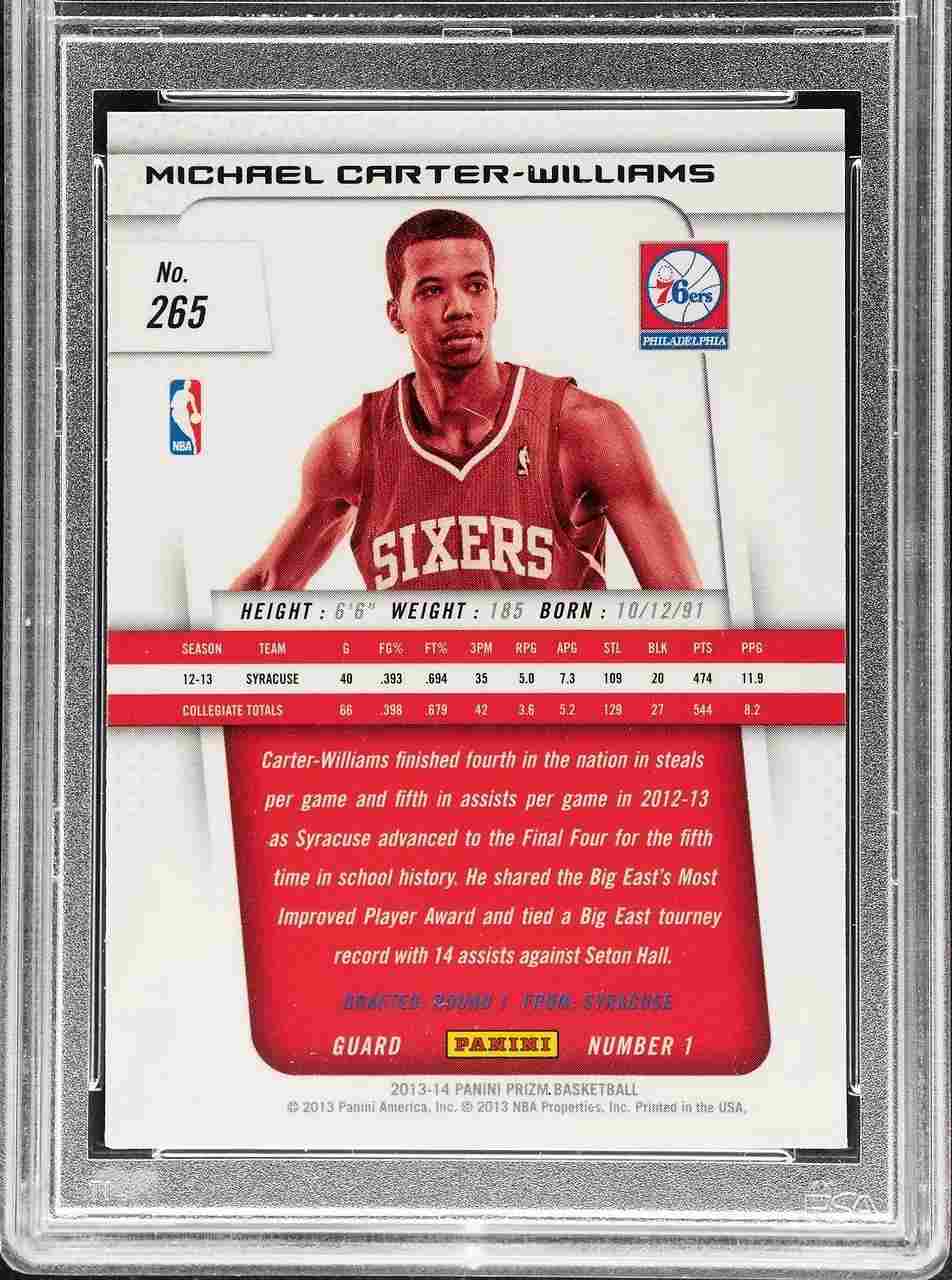 MICHAEL CARTER-WILLIAMS
No.
265
76ers
PHILADELPHIA
NBA
SIXERS
HEIGHT : 6'6" WEIGHT : 185 BORN : 10/12/91
SEASON TEAM G FG% FT% 3PM RPG APG STL BLK PTS PPG
12-13 SYRACUSE 40 .393 .694 35 5.0 7.3 109 20 474 11.9
COLLEGIATE TOTALS 66 .398 .679 42 3.6 5.2 129 27 544 8.2
Carter-Williams finished fourth in the nation in steals
per game and fifth in assists per game in 2012-13
as Syracuse advanced to the Final Four for the fifth
time in school history. He shared the Big East's Most
Improved Player Award and tied a Big East tourney
record with 14 assists against Seton Hall.
DRAFTED: ROUND 1 FROM: SYRACUSE
GUARD PANINI NUMBER 1
2013-14 PANINI PRIZM BASKETBALL
© 2013 Panini America, Inc. © 2013 NBA Properties, Inc. Printed in the USA.
PSA